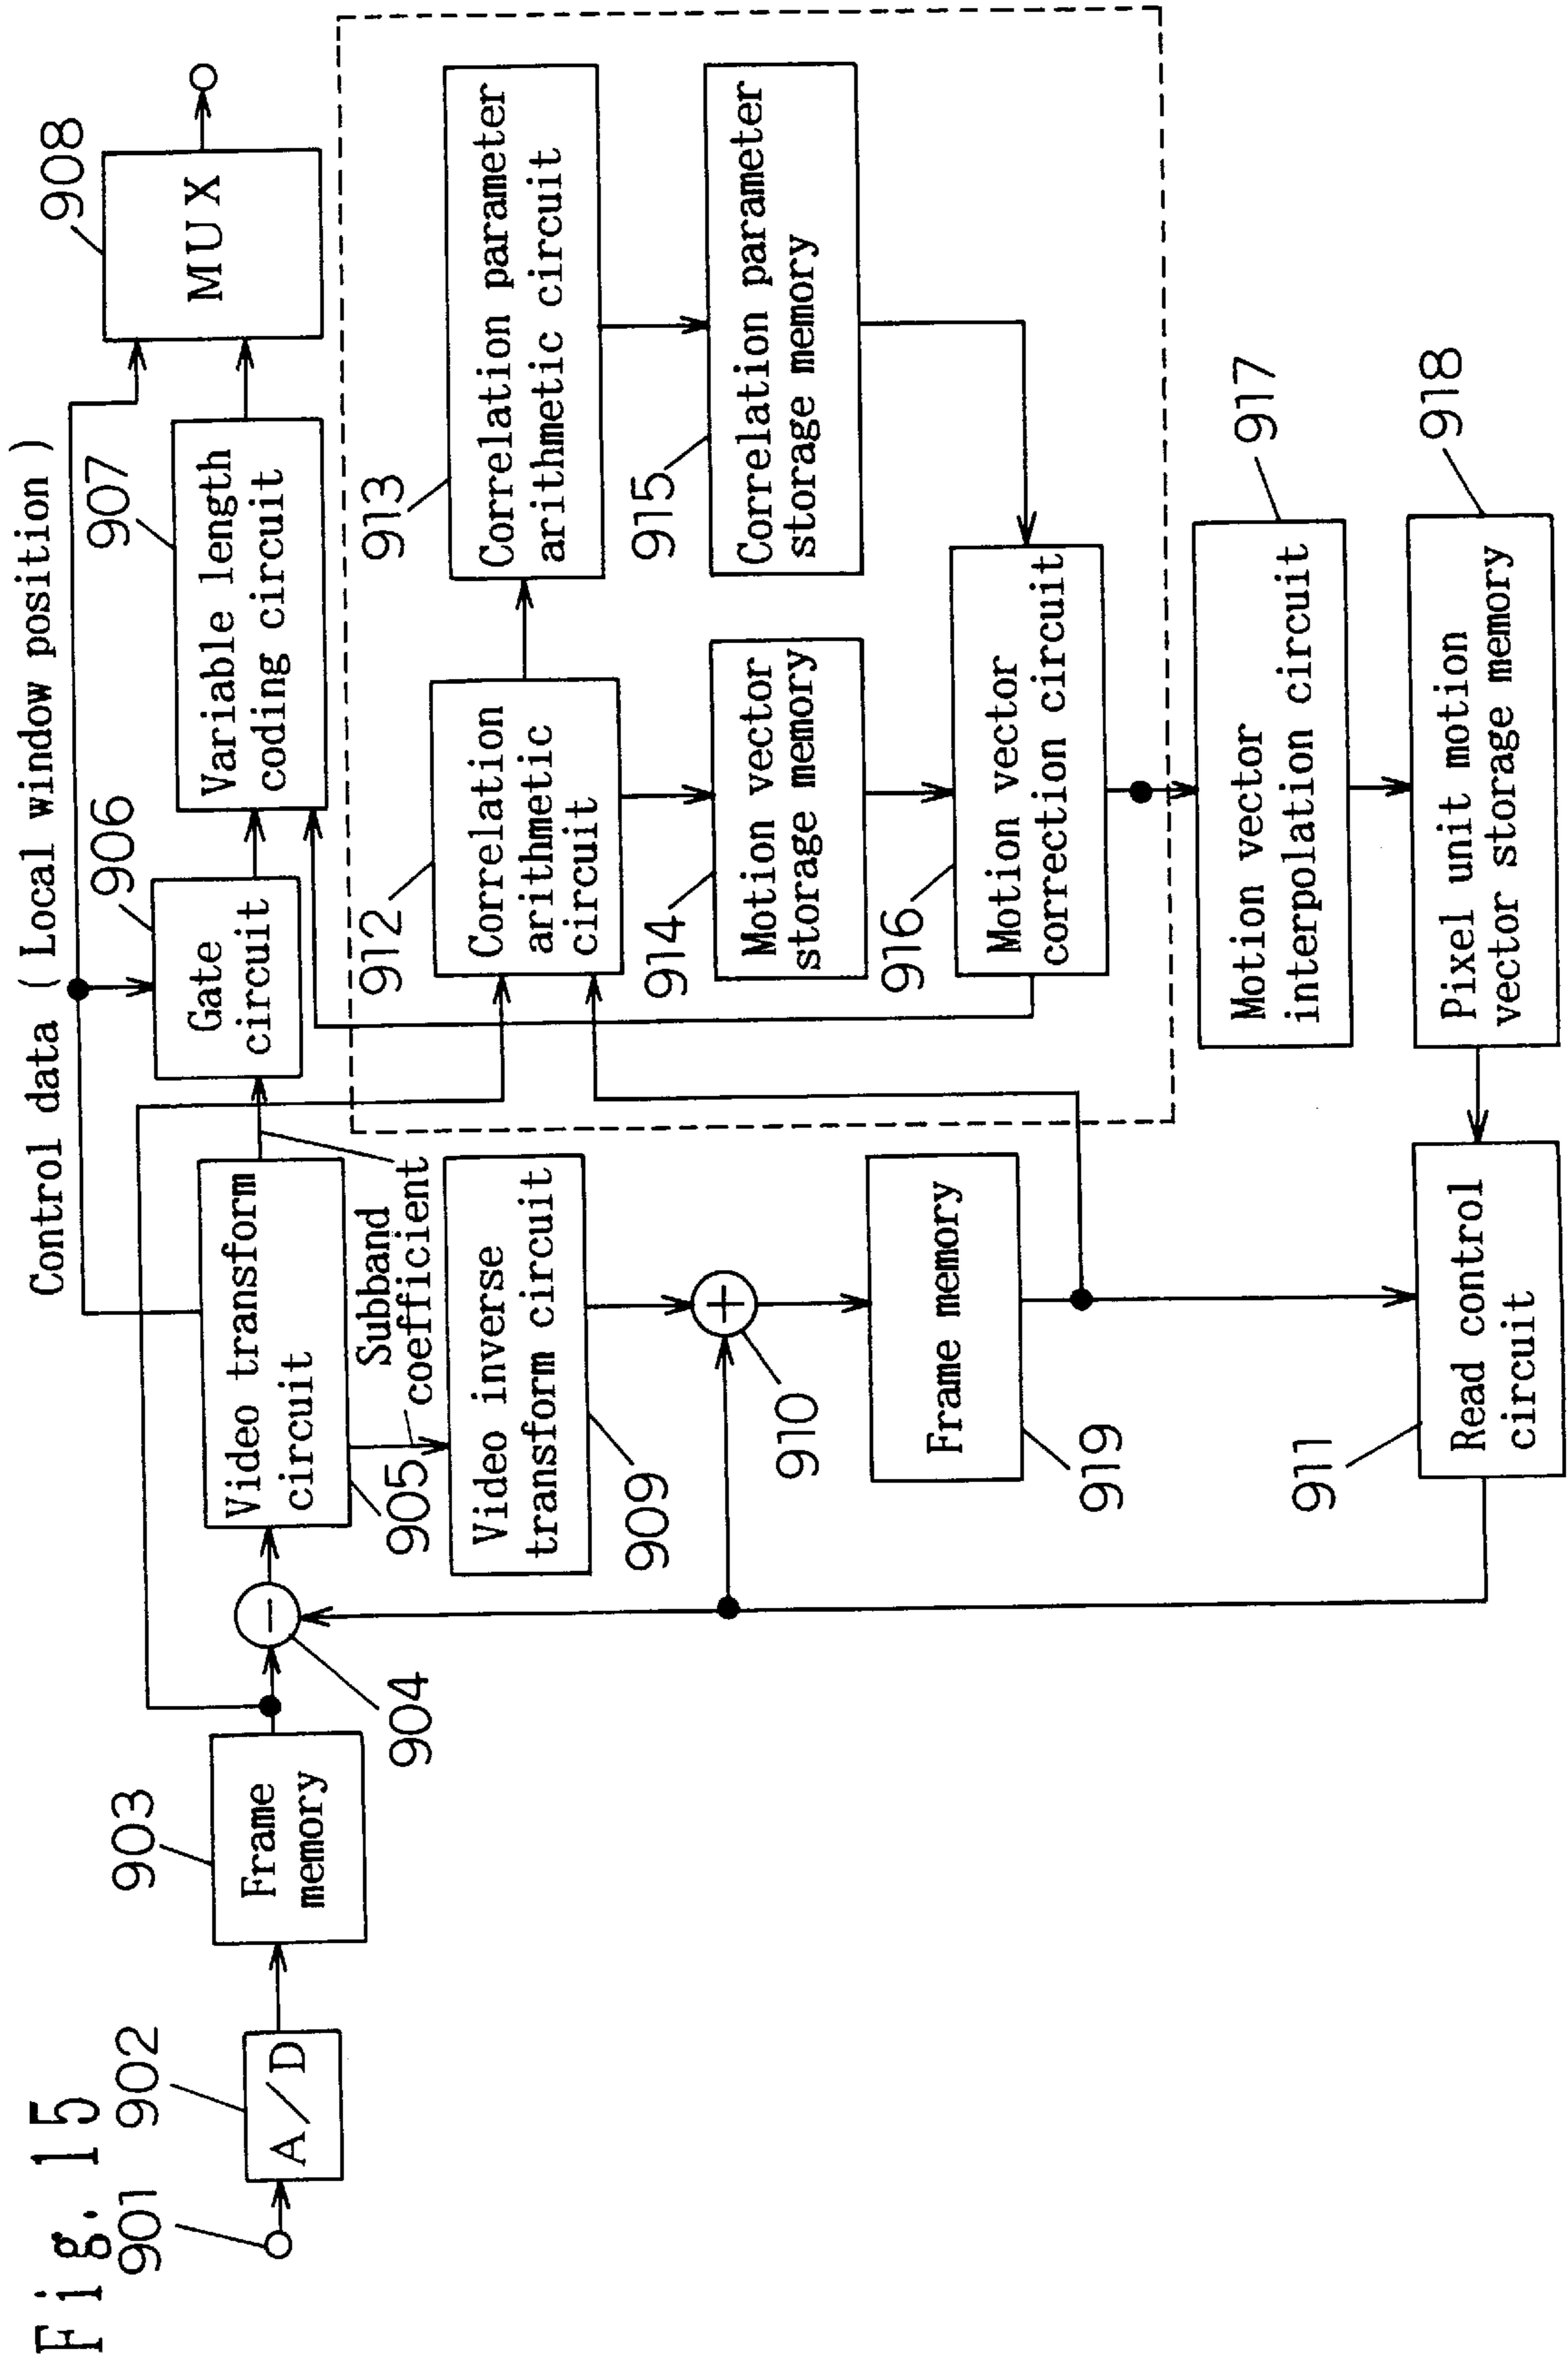 Fig. 15
Control data ( Local window position )
901
902
A/D
903
Frame
memory
904
−
905
Video transform
circuit
906
Gate
circuit
907
Variable length
coding circuit
908
MUX
Subband
coefficient
909
Video inverse
transform circuit
910
+
919
Frame memory
911
Read control
circuit
912
Correlation
arithmetic
circuit
913
Correlation parameter
arithmetic circuit
914
Motion vector
storage memory
915
Correlation parameter
storage memory
916
Motion vector
correction circuit
917
Motion vector
interpolation circuit
918
Pixel unit motion
vector storage memory